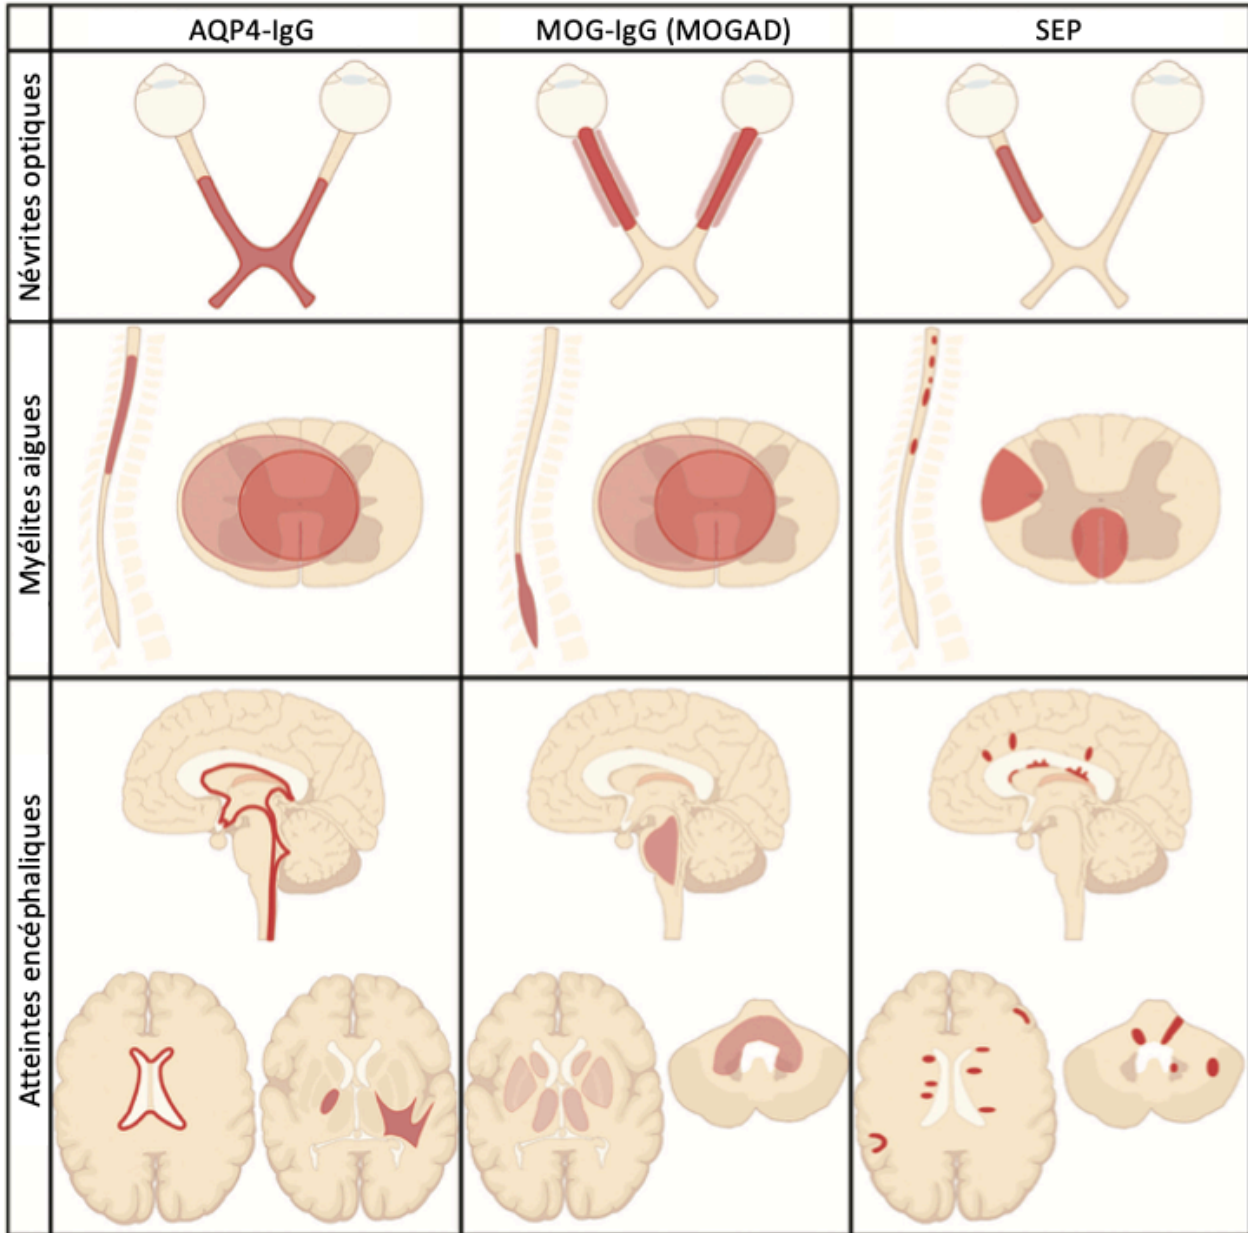 AQP4-IgG
MOG-IgG (MOGAD)
SEP
Névrites optiques
Myélites aigues
Atteintes encéphaliques